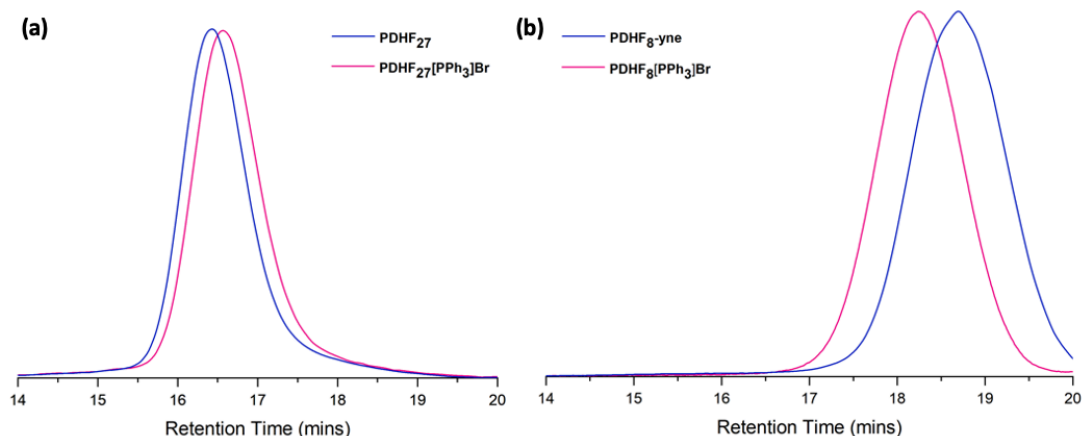 (a)
PDHF27
PDHF27[PPh3]Br
14 15 16 17 18 19 20
Retention Time (mins)
(b)
PDHF8-yne
PDHF8[PPh3]Br
14 15 16 17 18 19 20
Retention Time (mins)